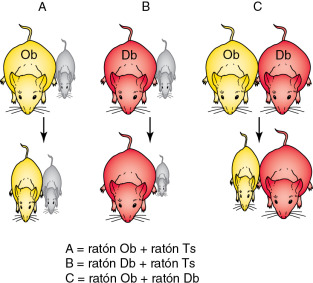 A B C
Ob Db Ob Db
A = ratón Ob + ratón Ts
B = ratón Db + ratón Ts
C = ratón Ob + ratón Db